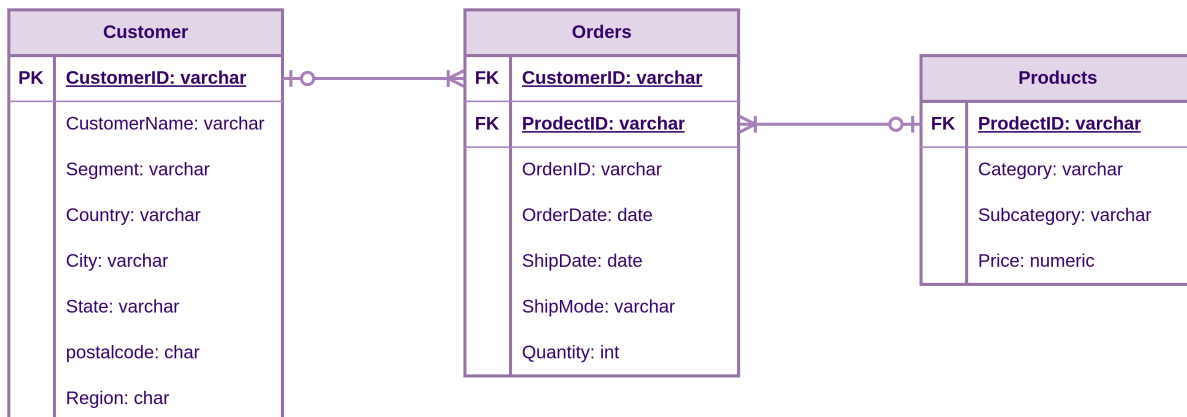 Customer
PK CustomerID: varchar
CustomerName: varchar
Segment: varchar
Country: varchar
City: varchar
State: varchar
postalcode: char
Region: char
Orders
FK CustomerID: varchar
FK ProdectID: varchar
OrdenID: varchar
OrderDate: date
ShipDate: date
ShipMode: varchar
Quantity: int
Products
FK ProdectID: varchar
Category: varchar
Subcategory: varchar
Price: numeric